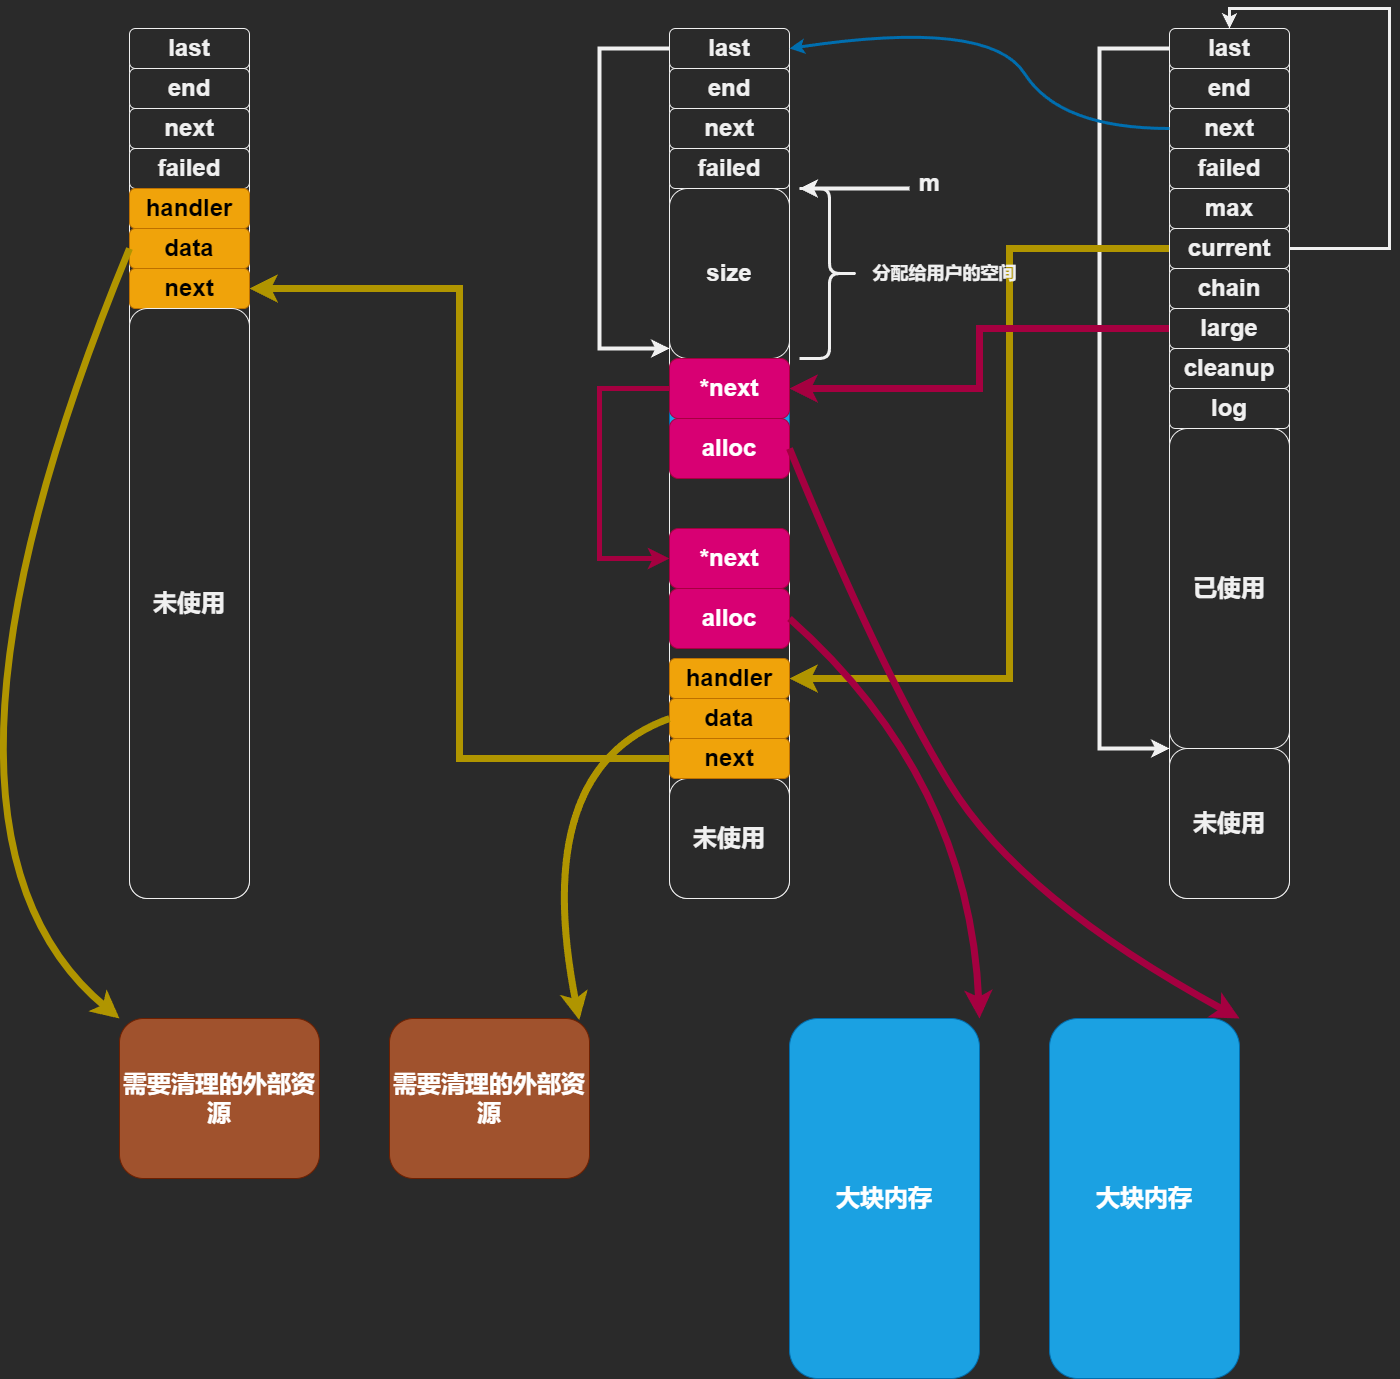 last
end
next
failed
handler
data
next
未使用
需要清理的外部资
源
last
end
next
failed
size
m
分配给用户的空间
*next
alloc
*next
alloc
handler
data
next
未使用
需要清理的外部资
源
last
end
next
failed
max
current
chain
large
cleanup
log
已使用
未使用
大块内存
大块内存